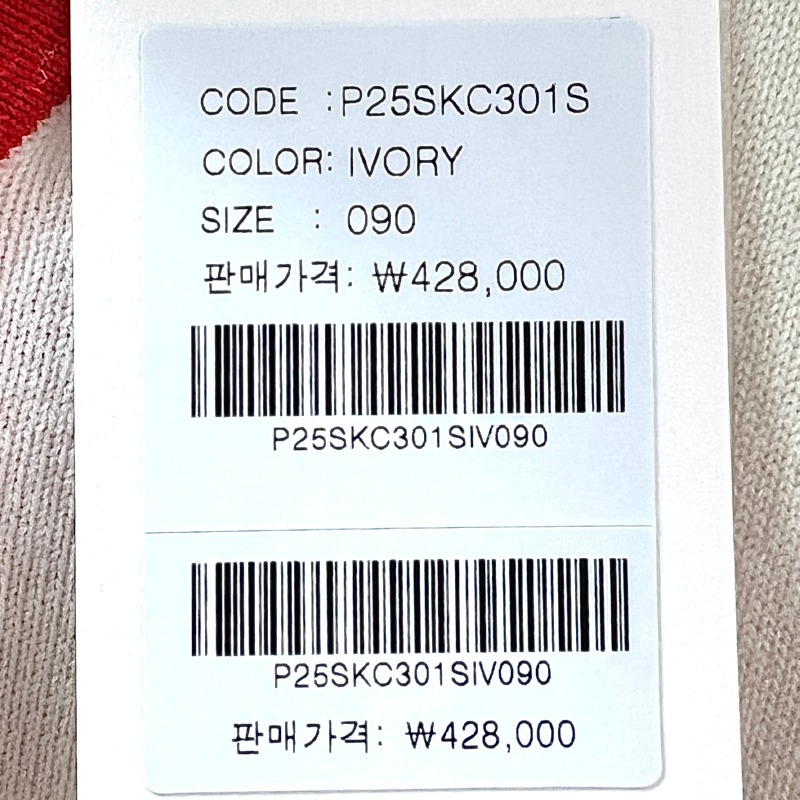 CODE : P25SKC301S
COLOR: IVORY
SIZE : 090
판매가격: ₩428,000
P25SKC301SIV090
P25SKC301SIV090
판매가격: ₩428,000